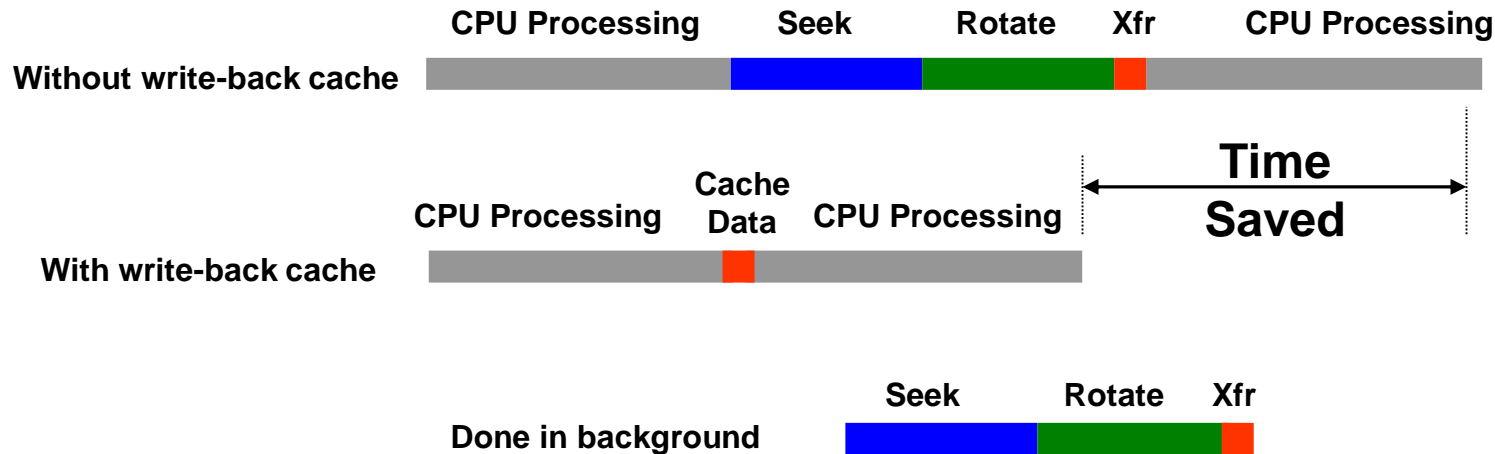 CPU Processing Seek Rotate Xfr CPU Processing
Without write-back cache
Time
Cache
CPU Processing Data CPU Processing
Saved
With write-back cache
Seek Rotate Xfr
Done in background